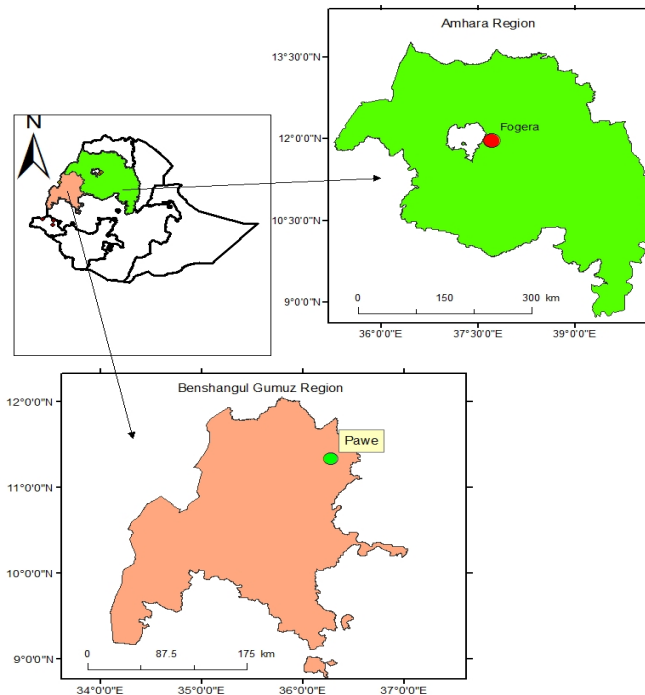 Amhara Region
13°30'0"N
12°0'0"N
10°30'0"N
9°0'0"N
Fogera
0 150 300 km
36°0'0"E 37°30'0"E 39°0'0"E
N
Benshangul Gumuz Region
12°0'0"N
11°0'0"N
10°0'0"N
9°0'0"N
Pawe
0 87.5 175 km
34°0'0"E 35°0'0"E 36°0'0"E 37°0'0"E